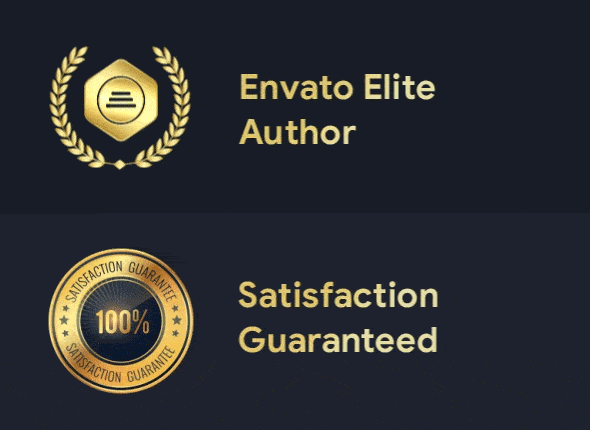 Envato Elite
Author
SATISFACTION GUARANTEE
100%
SATISFACTION GUARANTEE
Satisfaction
Guaranteed